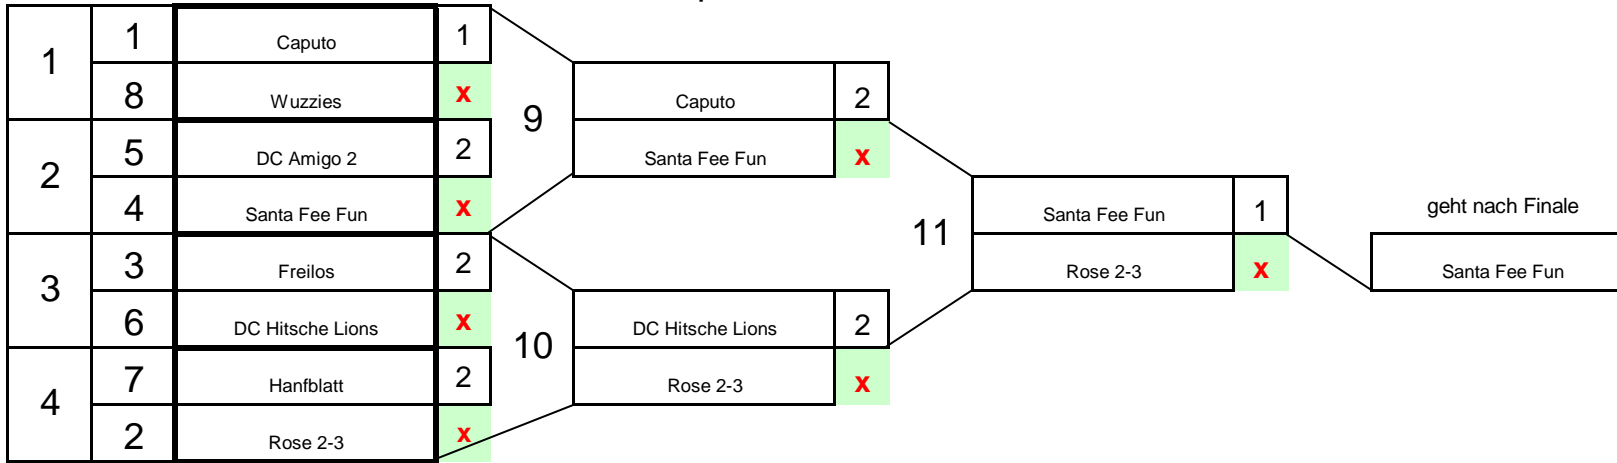 1
1 Caputo 1
8 Wuzzies x
2
5 DC Amigo 2 2
4 Santa Fee Fun x
3
3 Freilos 2
6 DC Hitsche Lions x
4
7 Hanfblatt 2
2 Rose 2-3 x
9
Caputo 2
Santa Fee Fun x
10
DC Hitsche Lions 2
Rose 2-3 x
11
Santa Fee Fun 1
Rose 2-3 x
geht nach Finale
Santa Fee Fun